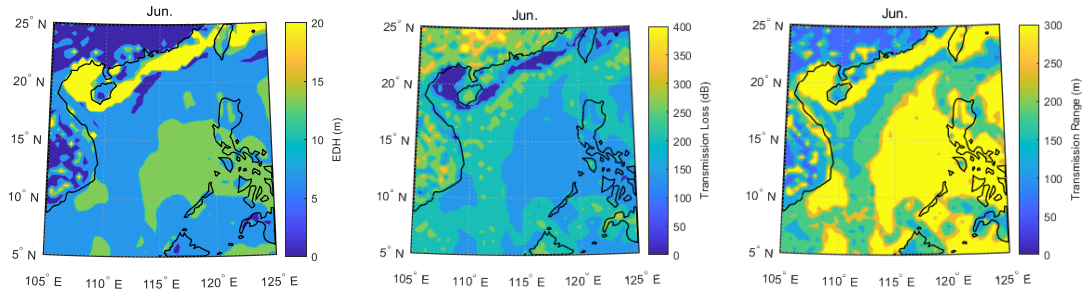 Jun.
25° N
20° N
15° N
10° N
5° N
105° E
110° E
115° E
120° E
125° E
20
15
10
5
0
EDH (m)
Jun.
25° N
20° N
15° N
10° N
5° N
105° E
110° E
115° E
120° E
125° E
400
350
300
250
200
150
100
50
0
Transmission Loss (dB)
Jun.
25° N
20° N
15° N
10° N
5° N
105° E
110° E
115° E
120° E
125° E
300
250
200
150
100
50
0
Transmission Range (m)